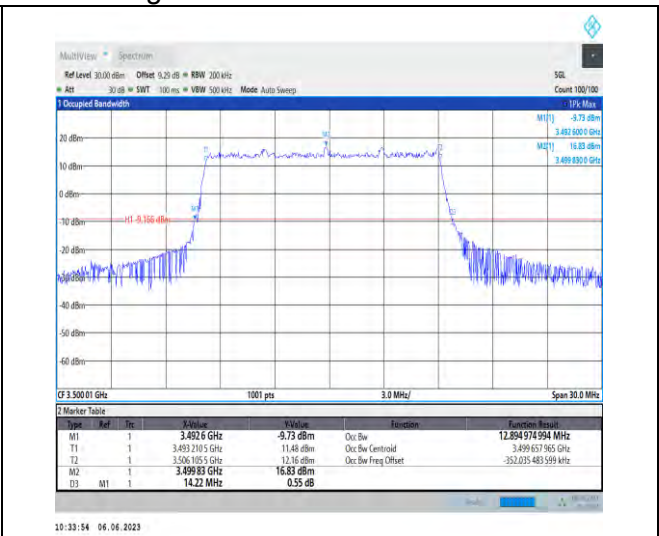 MultiView Spectrum
Ref Level 30.00 dBm Offset 9.29 dB RBW 200 kHz SGL
Att 30 dB SWT 100 ms VBW 500 kHz Mode Auto Sweep Count 100/100
1 Occupied Bandwidth 1Pk Max
M1[1] -9.73 dBm
3.492 6000 GHz
M2[1] 16.83 dBm
3.499 8300 GHz
20 dBm
10 dBm
0 dBm
-10 dBm
H1 -9.166 dBm
-20 dBm
-30 dBm
-40 dBm
-50 dBm
-60 dBm
CF 3.500 01 GHz 1001 pts 3.0 MHz/ Span 30.0 MHz
2 Marker Table
Type Ref Trc X-Value Y-Value Function Function Result
M1 1 3.492 6 GHz -9.73 dBm Occ Bw 12.894 974 994 MHz
T1 1 3.493 210 5 GHz 11.48 dBm Occ Bw Centroid 3.499 657 965 GHz
T2 1 3.506 105 5 GHz 12.16 dBm Occ Bw Freq Offset -352.035 483 599 kHz
M2 1 3.499 83 GHz 16.83 dBm
D3 M1 1 14.22 MHz 0.55 dB
10:33:54 06.06.2023